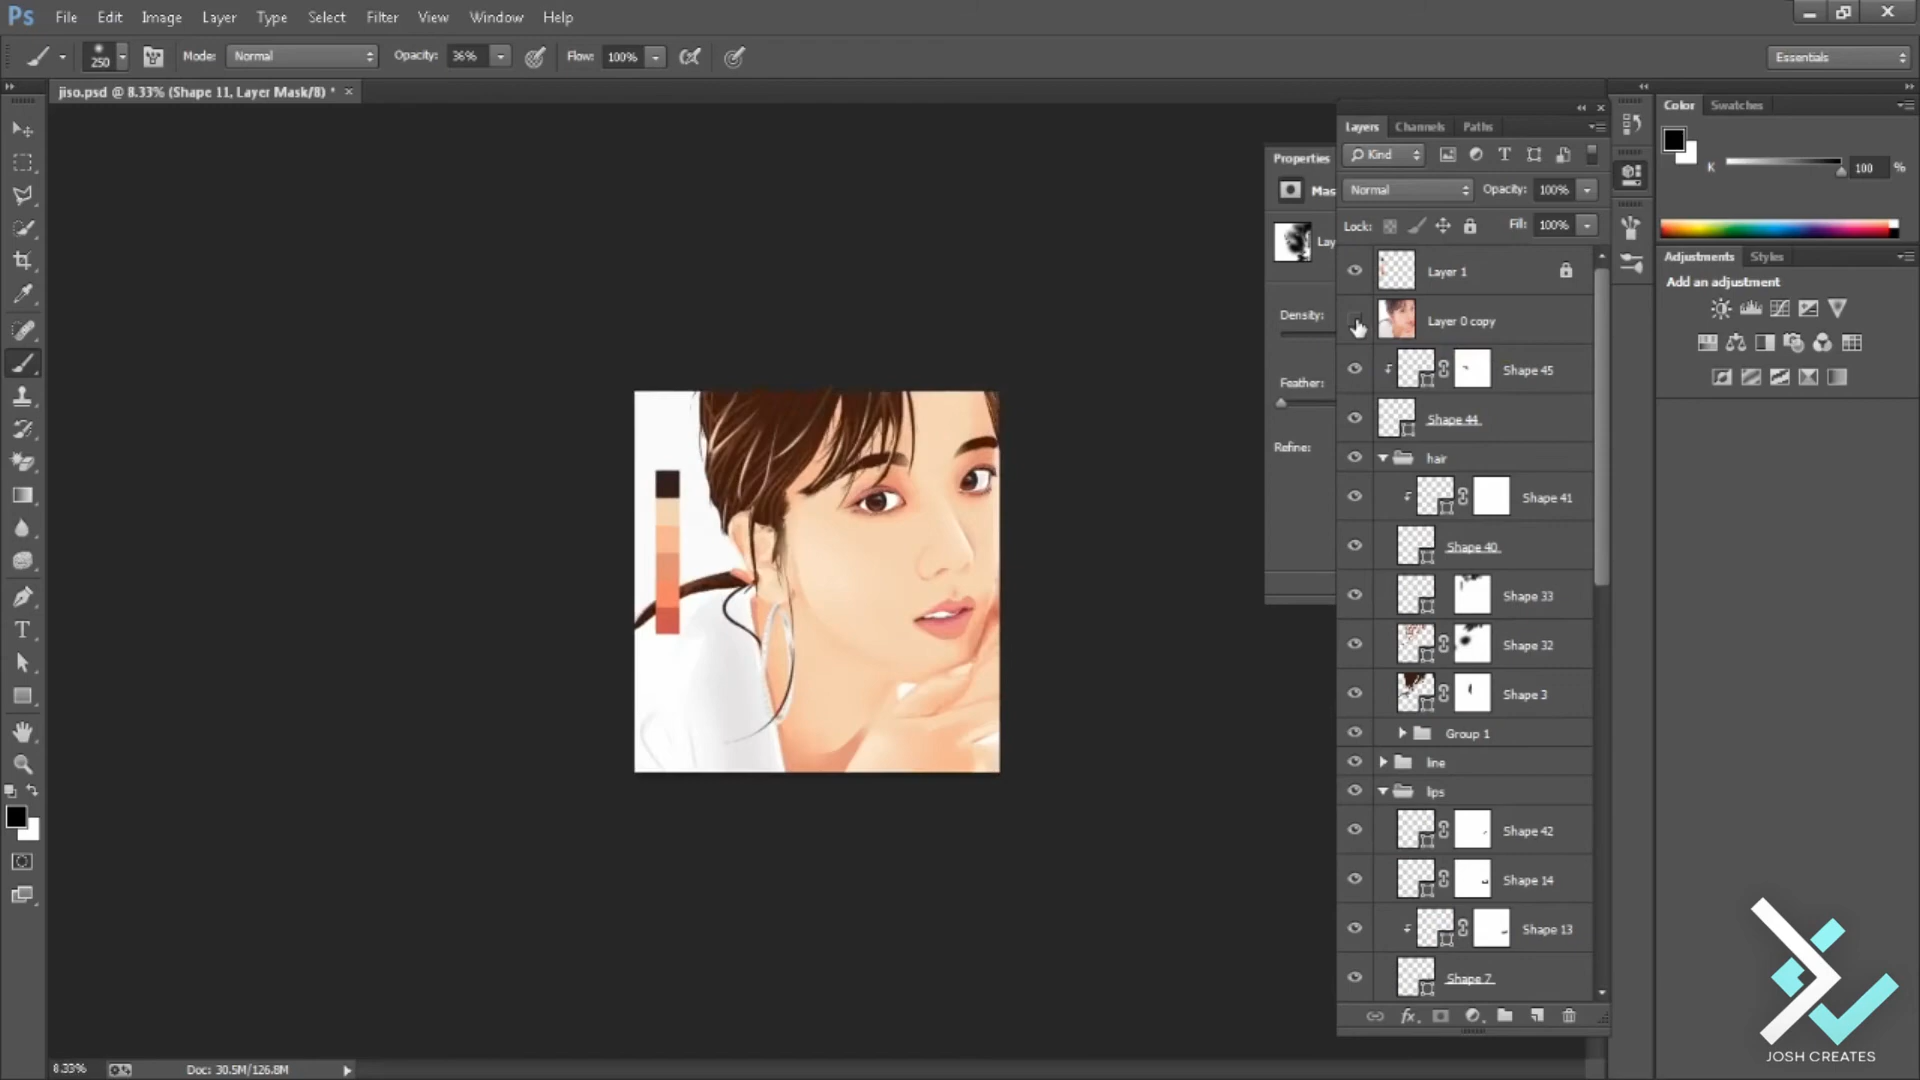 Ps File Edit Image Layer Type Select Filter View Window Help
250 Mode: Normal Opacity: 36% Flow: 100% Essentials
jiso.psd @ 8.33% (Shape 11, Layer Mask/8) * ×
Layers Channels Paths
Kind
Normal Opacity: 100%
Lock: Fill: 100%
Layer 1
Layer 0 copy
Shape 45
Shape 44
hair
Shape 41
Shape 40
Shape 33
Shape 32
Shape 3
Group 1
line
lips
Shape 42
Shape 14
Shape 13
Shape 7
Properties
Mas
Lay
Density:
Feather:
Refine:
Color Swatches
K 100 %
Adjustments Styles
Add an adjustment
8.33% Doc: 30.5M/126.8M
JOSH CREATES